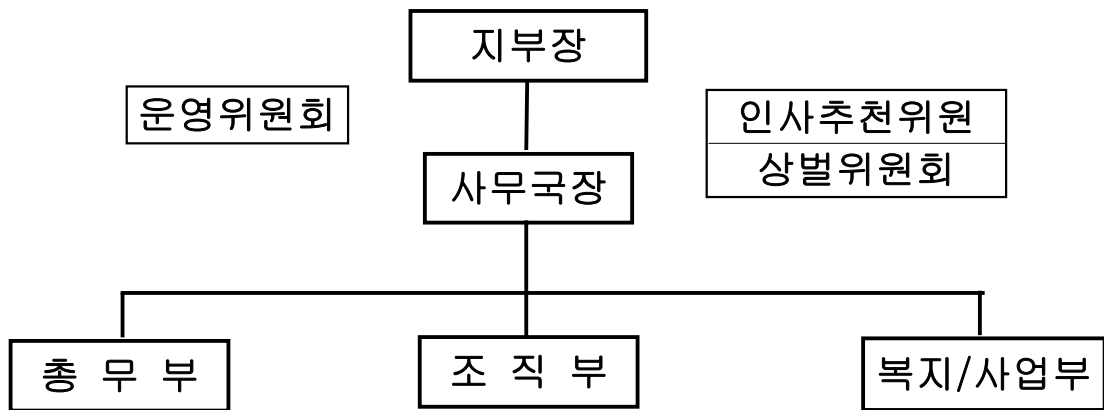 지부장
운영위원회
인사추천위원
상벌위원회
사무국장
총 무 부
조 직 부
복지/사업부